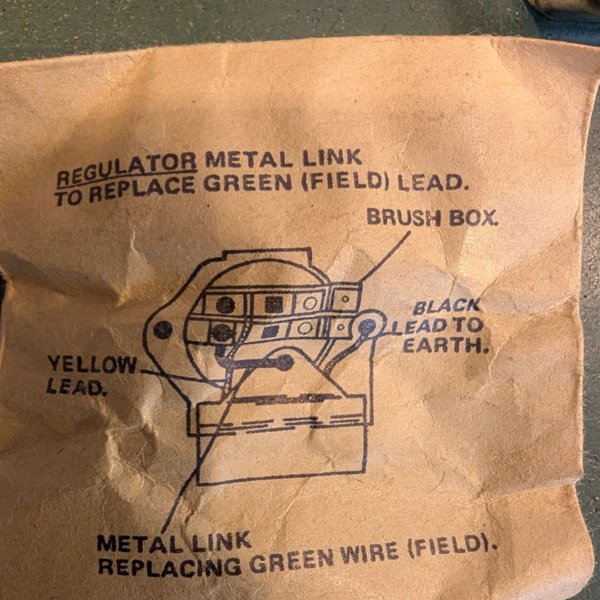 REGULATOR METAL LINK
TO REPLACE GREEN (FIELD) LEAD.
BRUSH BOX.
BLACK
LEAD TO
EARTH.
YELLOW
LEAD.
METAL LINK
REPLACING GREEN WIRE (FIELD).